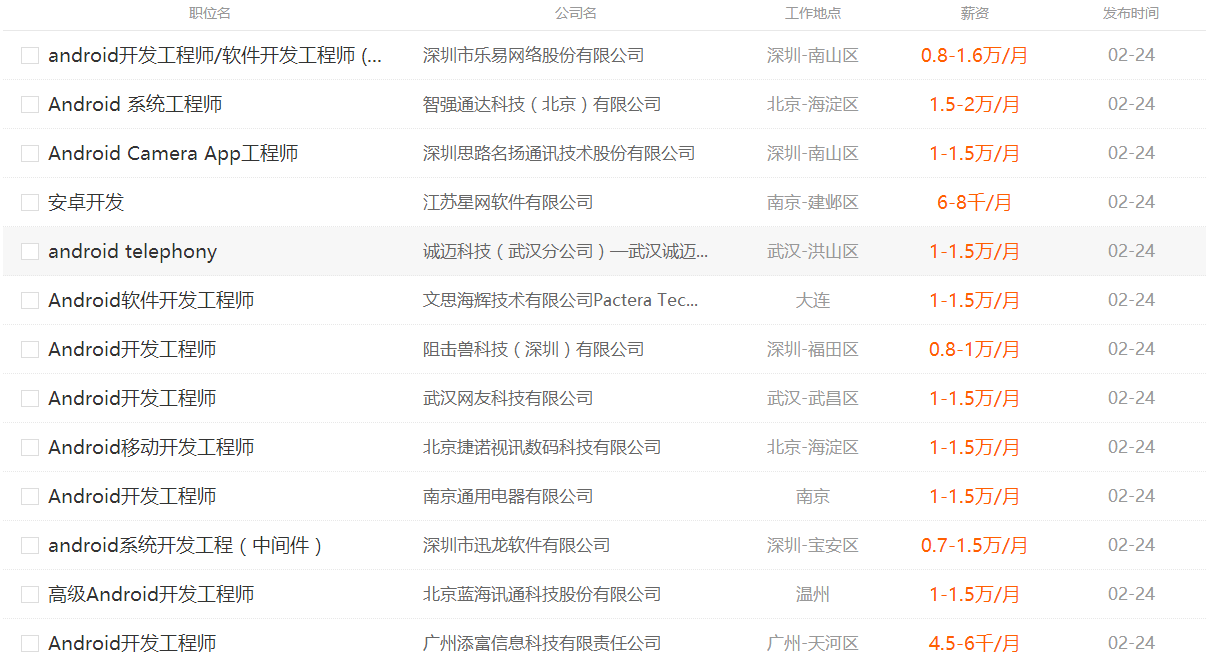 职位名 公司名 工作地点 薪资 发布时间
android开发工程师/软件开发工程师 (... 深圳市乐易网络股份有限公司 深圳-南山区 0.8-1.6万/月 02-24
Android 系统工程师 智强通达科技（北京）有限公司 北京-海淀区 1.5-2万/月 02-24
Android Camera App工程师 深圳思路名扬通讯技术股份有限公司 深圳-南山区 1-1.5万/月 02-24
安卓开发 江苏星网软件有限公司 南京-建邺区 6-8千/月 02-24
android telephony 诚迈科技（武汉分公司）—武汉诚迈... 武汉-洪山区 1-1.5万/月 02-24
Android软件开发工程师 文思海辉技术有限公司Pactera Tec... 大连 1-1.5万/月 02-24
Android开发工程师 阻击兽科技（深圳）有限公司 深圳-福田区 0.8-1万/月 02-24
Android开发工程师 武汉网友科技有限公司 武汉-武昌区 1-1.5万/月 02-24
Android移动开发工程师 北京捷诺视讯数码科技有限公司 北京-海淀区 1-1.5万/月 02-24
Android开发工程师 南京通用电器有限公司 南京 1-1.5万/月 02-24
android系统开发工程（中间件） 深圳市迅龙软件有限公司 深圳-宝安区 0.7-1.5万/月 02-24
高级Android开发工程师 北京蓝海讯通科技股份有限公司 温州 1-1.5万/月 02-24
Android开发工程师 广州添富信息科技有限责任公司 广州-天河区 4.5-6千/月 02-24